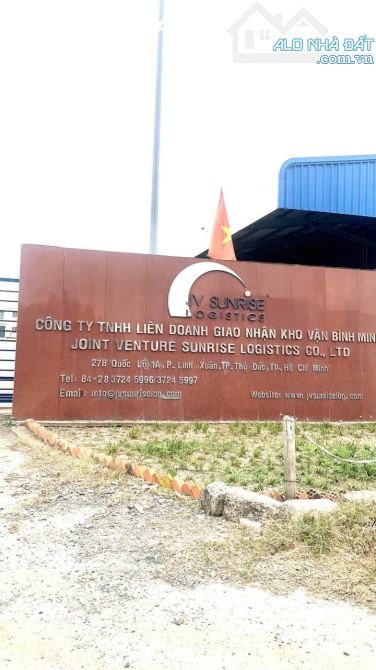 ALO NHÀ ĐẤT
.com.vn
JV SUNRISE
LOGISTICS
CÔNG TY TNHH LIÊN DOANH GIAO NHẬN KHO VẬN BÌNH MIN
JOINT VENTURE SUNRISE LOGISTICS CO., LTD
27B Quốc Lộ 1A, P. Linh Xuân, TP. Thủ Đức, TP. Hồ Chí Minh
Tel: 84-28 3724 5996/3724 5997
Email: info@jvsunriselog.com
Website: www.jvsunriselog.com